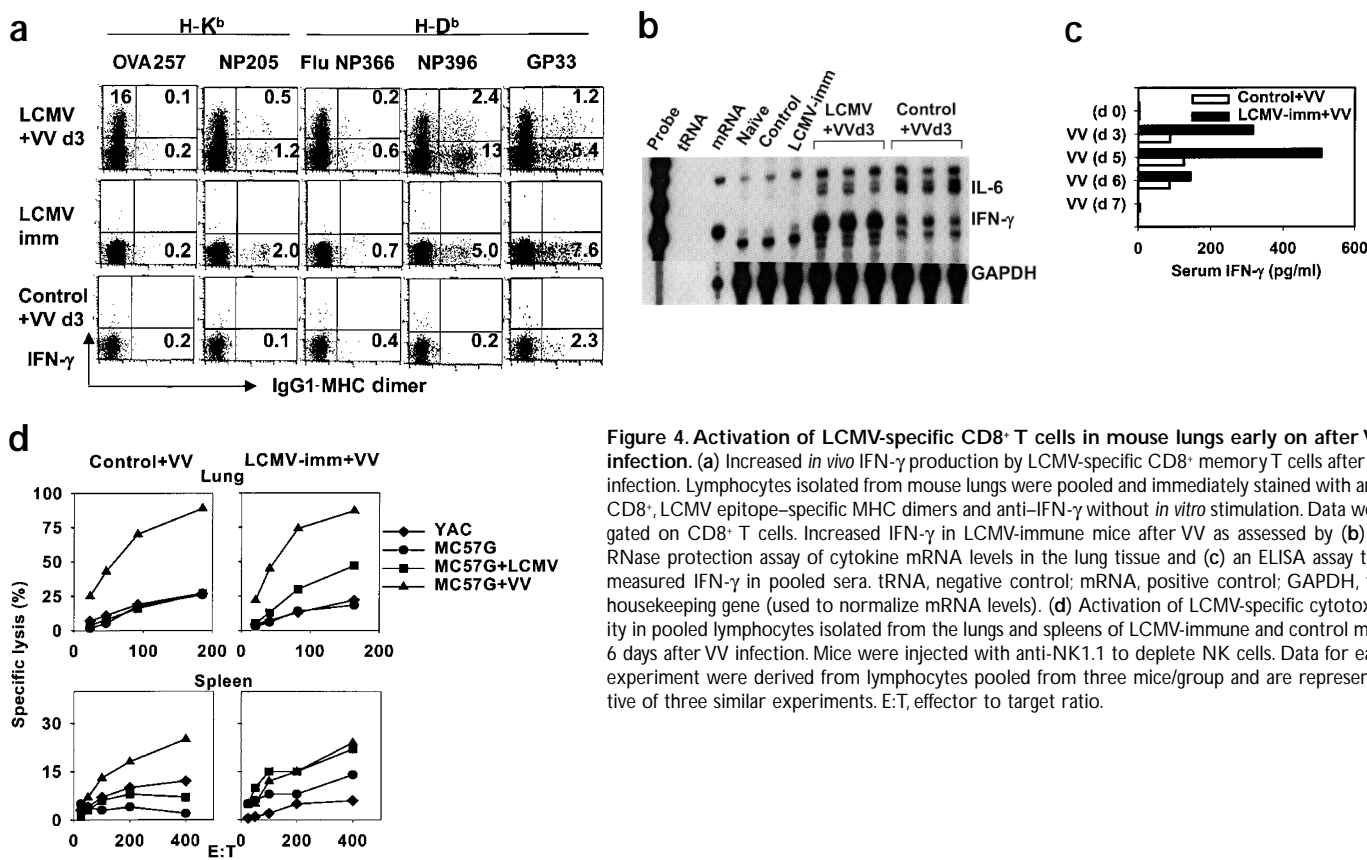 a
H-Kᵇ H-Dᵇ
OVA257 NP205 Flu NP366 NP396 GP33
LCMV
+VV d3
16 0.1 0.5 0.2 2.4 1.2
0.2 1.2 0.6 13 5.4
LCMV
imm
0.2 2.0 0.7 5.0 7.6
Control
+VV d3
0.2 0.1 0.4 0.2 2.3
IFN-γ
IgG1-MHC dimer
b
Probe tRNA mRNA Naïve Control LCMV-imm
LCMV Control
+VVd3 +VVd3
IL-6
IFN-γ
GAPDH
c
Control+VV
LCMV-imm+VV
(d 0)
VV (d 3)
VV (d 5)
VV (d 6)
VV (d 7)
0 200 400 600
Serum IFN-γ (pg/ml)
d
Control+VV LCMV-imm+VV
Lung
100
75
50
25
0
0 100 200 0 100 200
YAC
MC57G
MC57G+LCMV
MC57G+VV
Specific lysis (%)
Spleen
30
15
0
0 200 400 0 200 400
E:T
Figure 4. Activation of LCMV-specific CD8⁺ T cells in mouse lungs early on after
infection. (a) Increased in vivo IFN-γ production by LCMV-specific CD8⁺ memory T cells after
infection. Lymphocytes isolated from mouse lungs were pooled and immediately stained with
CD8⁺, LCMV epitope–specific MHC dimers and anti–IFN-γ without in vitro stimulation. Data
gated on CD8⁺ T cells. Increased IFN-γ in LCMV-immune mice after VV as assessed by (b)
RNase protection assay of cytokine mRNA levels in the lung tissue and (c) an ELISA assay
measured IFN-γ in pooled sera. tRNA, negative control; mRNA, positive control; GAPDH,
housekeeping gene (used to normalize mRNA levels). (d) Activation of LCMV-specific cytotox
ity in pooled lymphocytes isolated from the lungs and spleens of LCMV-immune and control
6 days after VV infection. Mice were injected with anti-NK1.1 to deplete NK cells. Data for
experiment were derived from lymphocytes pooled from three mice/group and are represen
tive of three similar experiments. E:T, effector to target ratio.